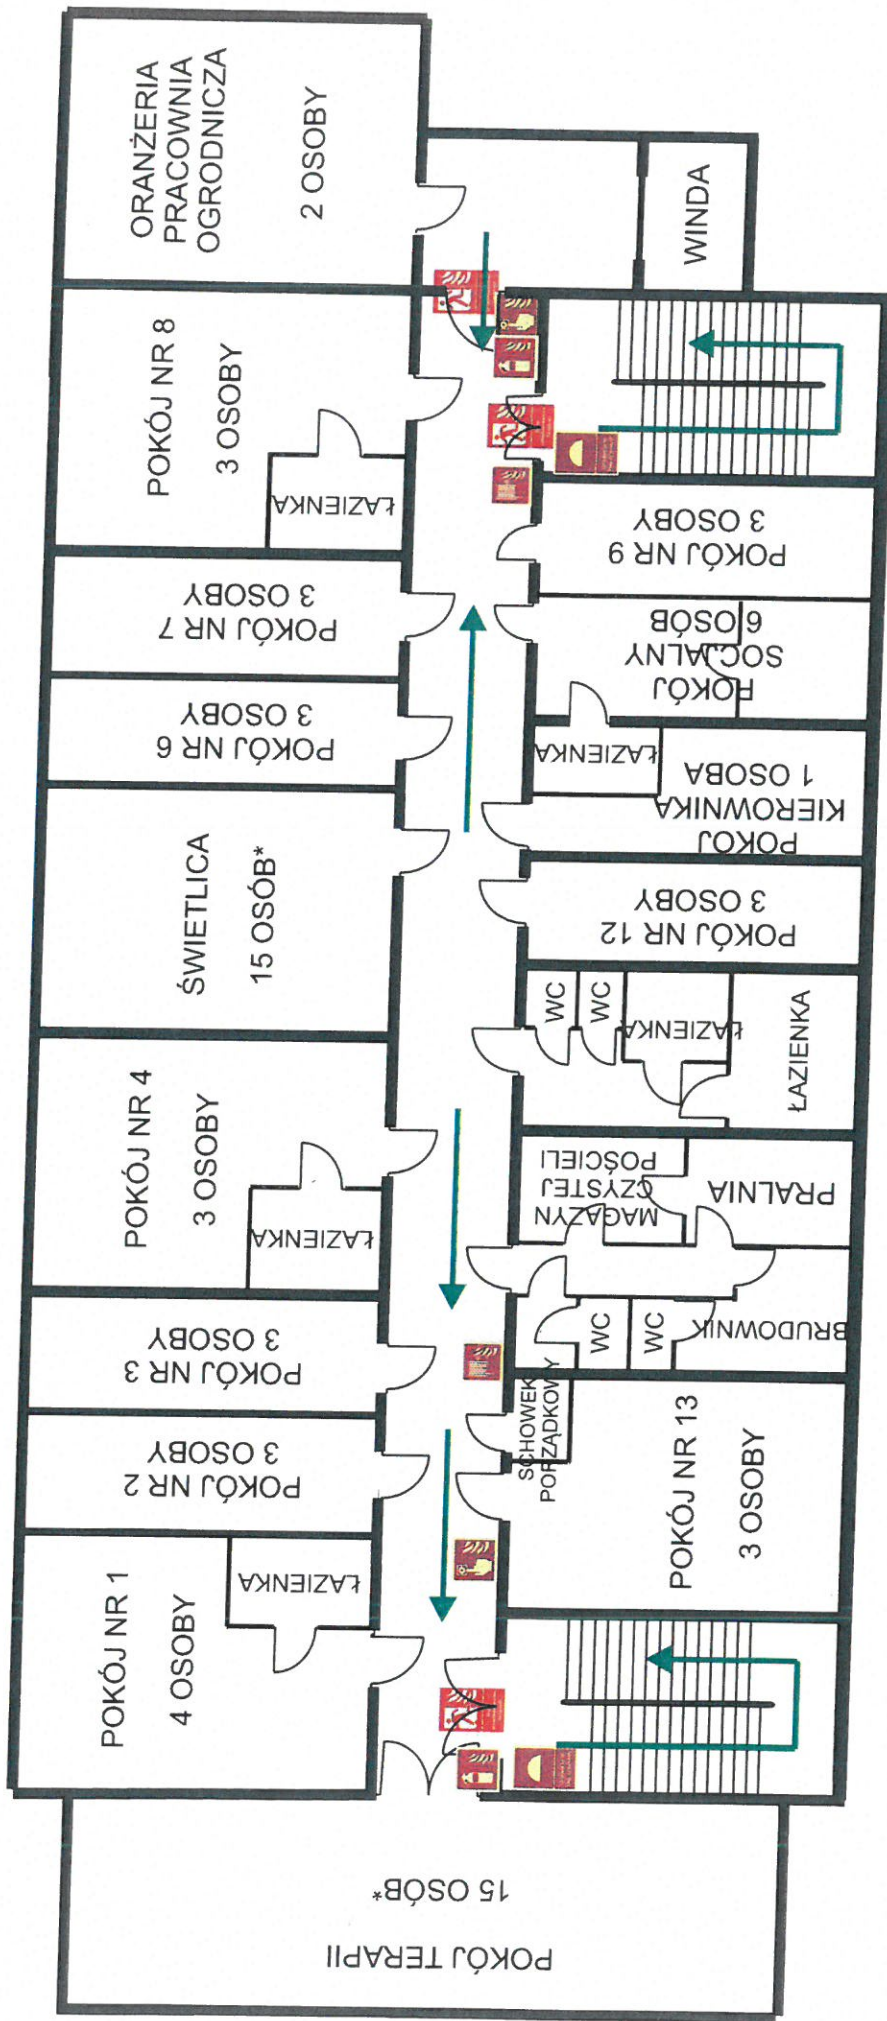 ORANŻERIA
PRACOWNIA
OGRODNICZA
2 OSOBY
WINDA
POKÓJ NR 8
3 OSOBY
ŁAZIENKA
POKÓJ NR 7
3 OSOBY
POKÓJ NR 9
3 OSOBY
POKÓJ NR 6
3 OSOBY
POKÓJ
SOCJALNY
6 OSÓB
ŁAZIENKA
POKÓJ
KIEROWNIKA
1 OSOBA
ŚWIETLICA
15 OSÓB*
POKÓJ NR 12
3 OSOBY
WC
WC
ŁAZIENKA
ŁAZIENKA
POKÓJ NR 4
3 OSOBY
ŁAZIENKA
MAGAZYN
CZYSTEJ
POŚCIELI
PRALNIA
POKÓJ NR 3
3 OSOBY
WC
WC
BRUDOWNIK
POKÓJ NR 2
3 OSOBY
SCHOWEK
PORZĄDKOWY
POKÓJ NR 13
3 OSOBY
POKÓJ NR 1
4 OSOBY
ŁAZIENKA
POKÓJ TERAPII
15 OSÓB*